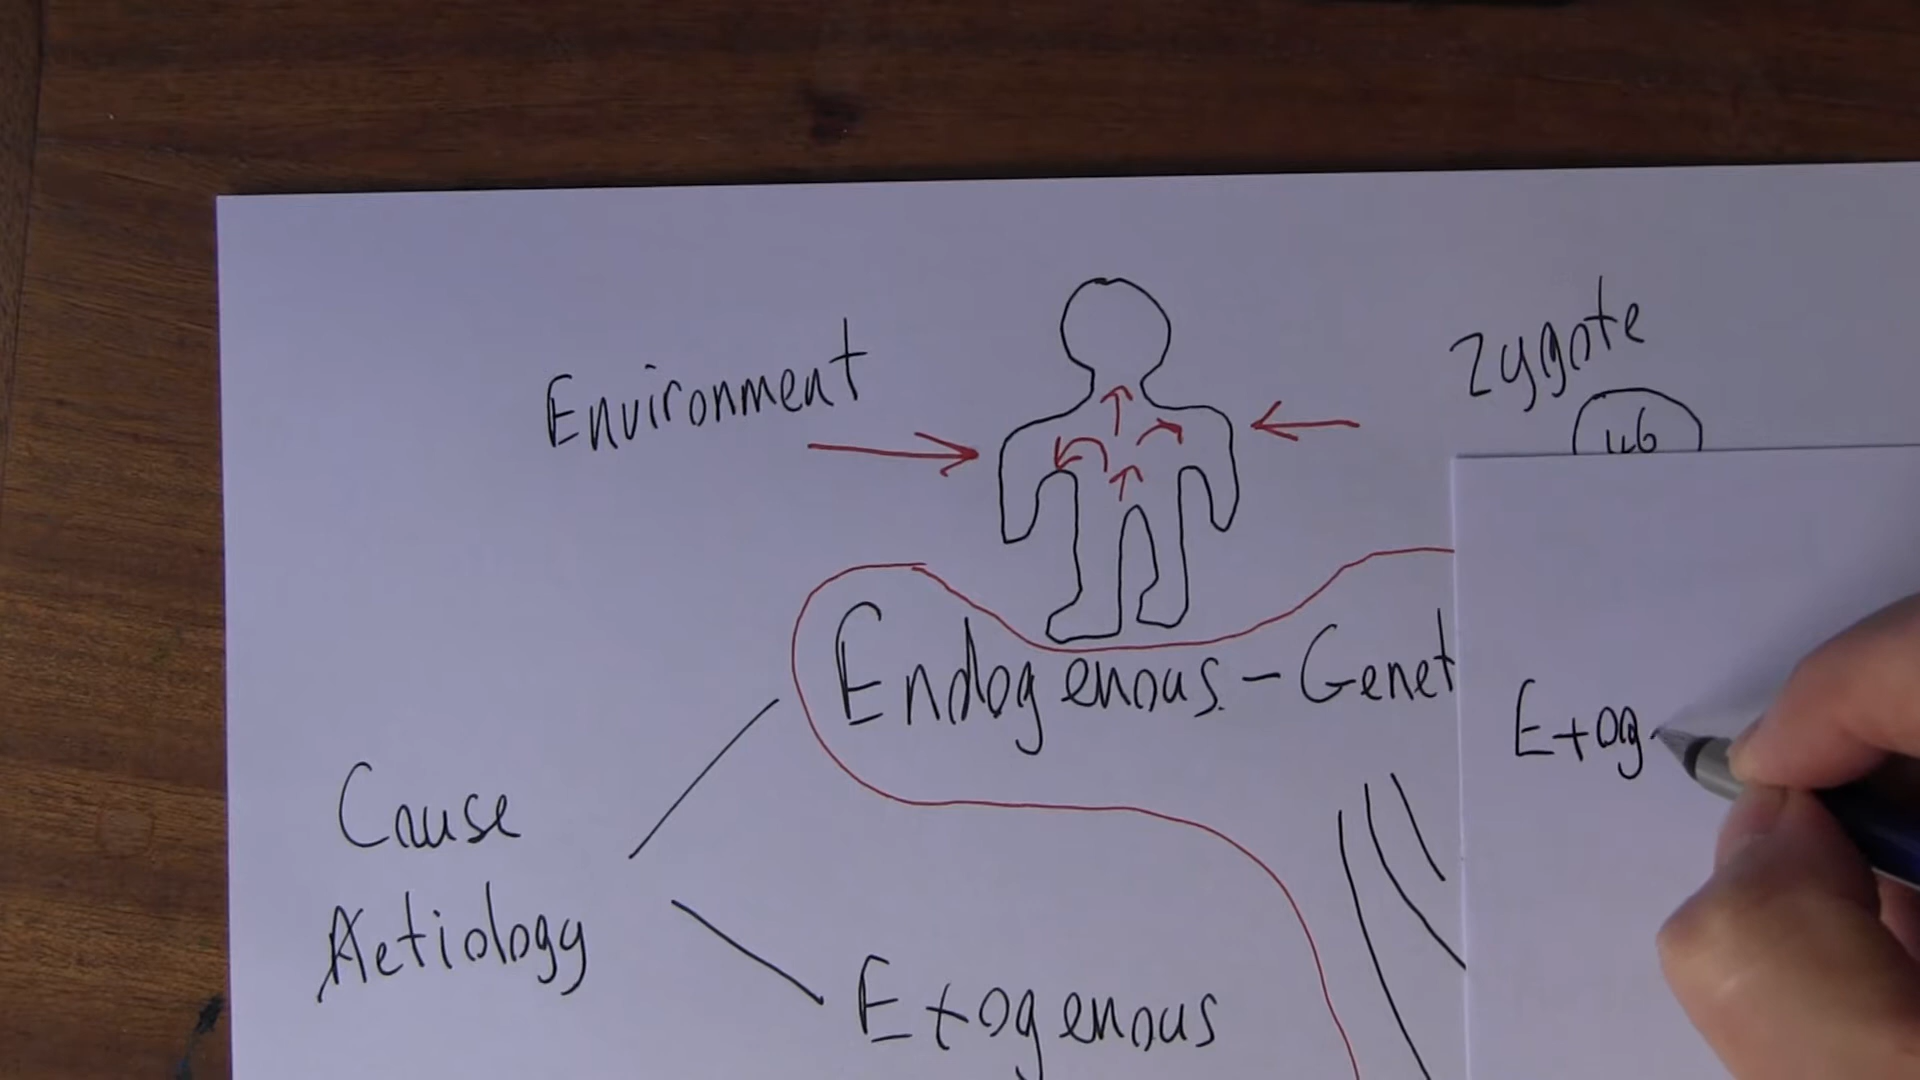 Environment
Zygote
46
Endogenous - Genet
Exog
Cause
Aetiology
Exogenous